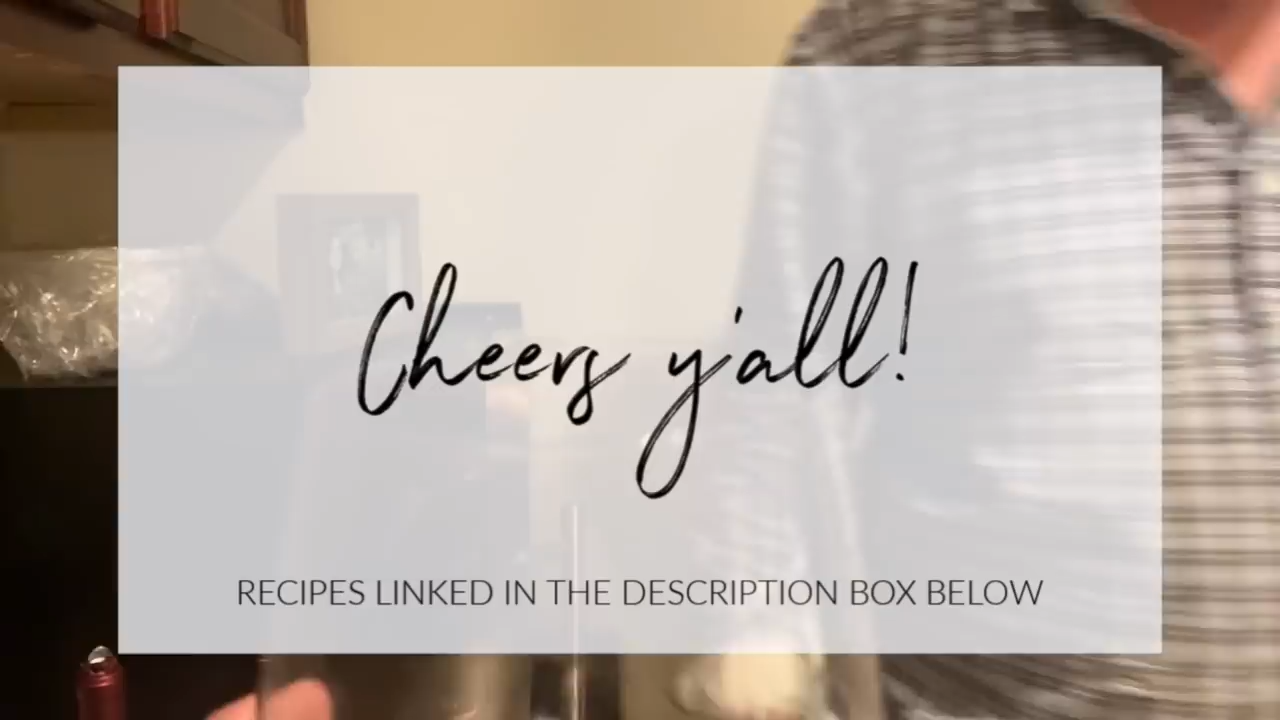 Cheers y'all!
RECIPES LINKED IN THE DESCRIPTION BOX BELOW